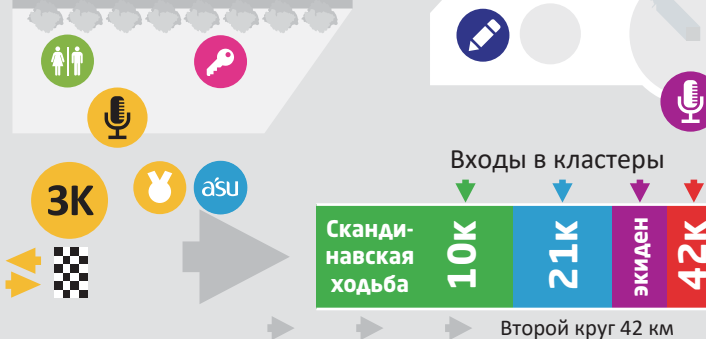 3K
asu
Входы в кластеры
Сканди-
навская
ходьба
10к
21к
экиден
42к
Второй круг 42 км